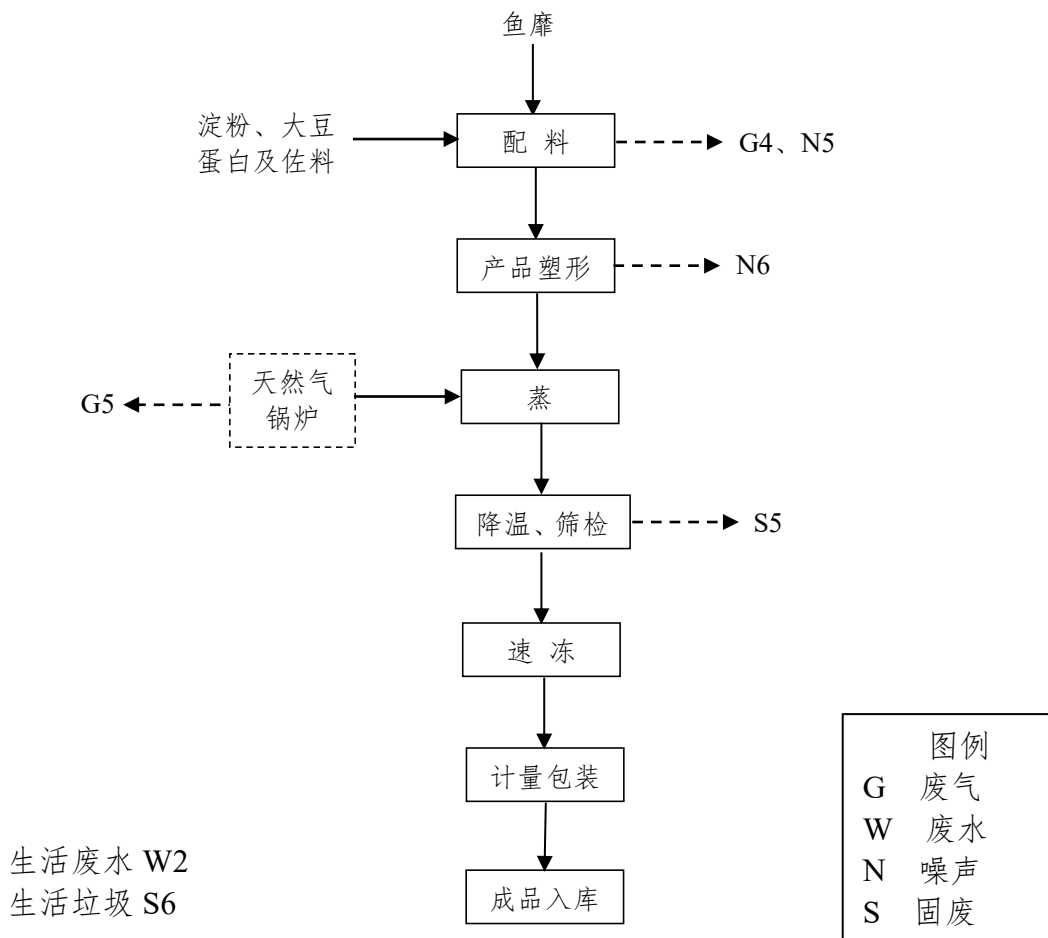 鱼靡
淀粉、大豆
蛋白及佐料
配 料
G4、N5
产品塑形
N6
G5
天然气
锅炉
蒸
降温、筛检
S5
速 冻
计量包装
成品入库
生活废水 W2
生活垃圾 S6
图例
G 废气
W 废水
N 噪声
S 固废